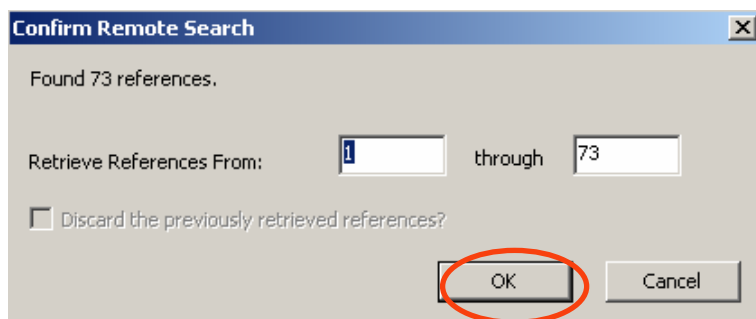 Confirm Remote Search
Found 73 references.
Retrieve References From: 1 through 73
Discard the previously retrieved references?
OK Cancel